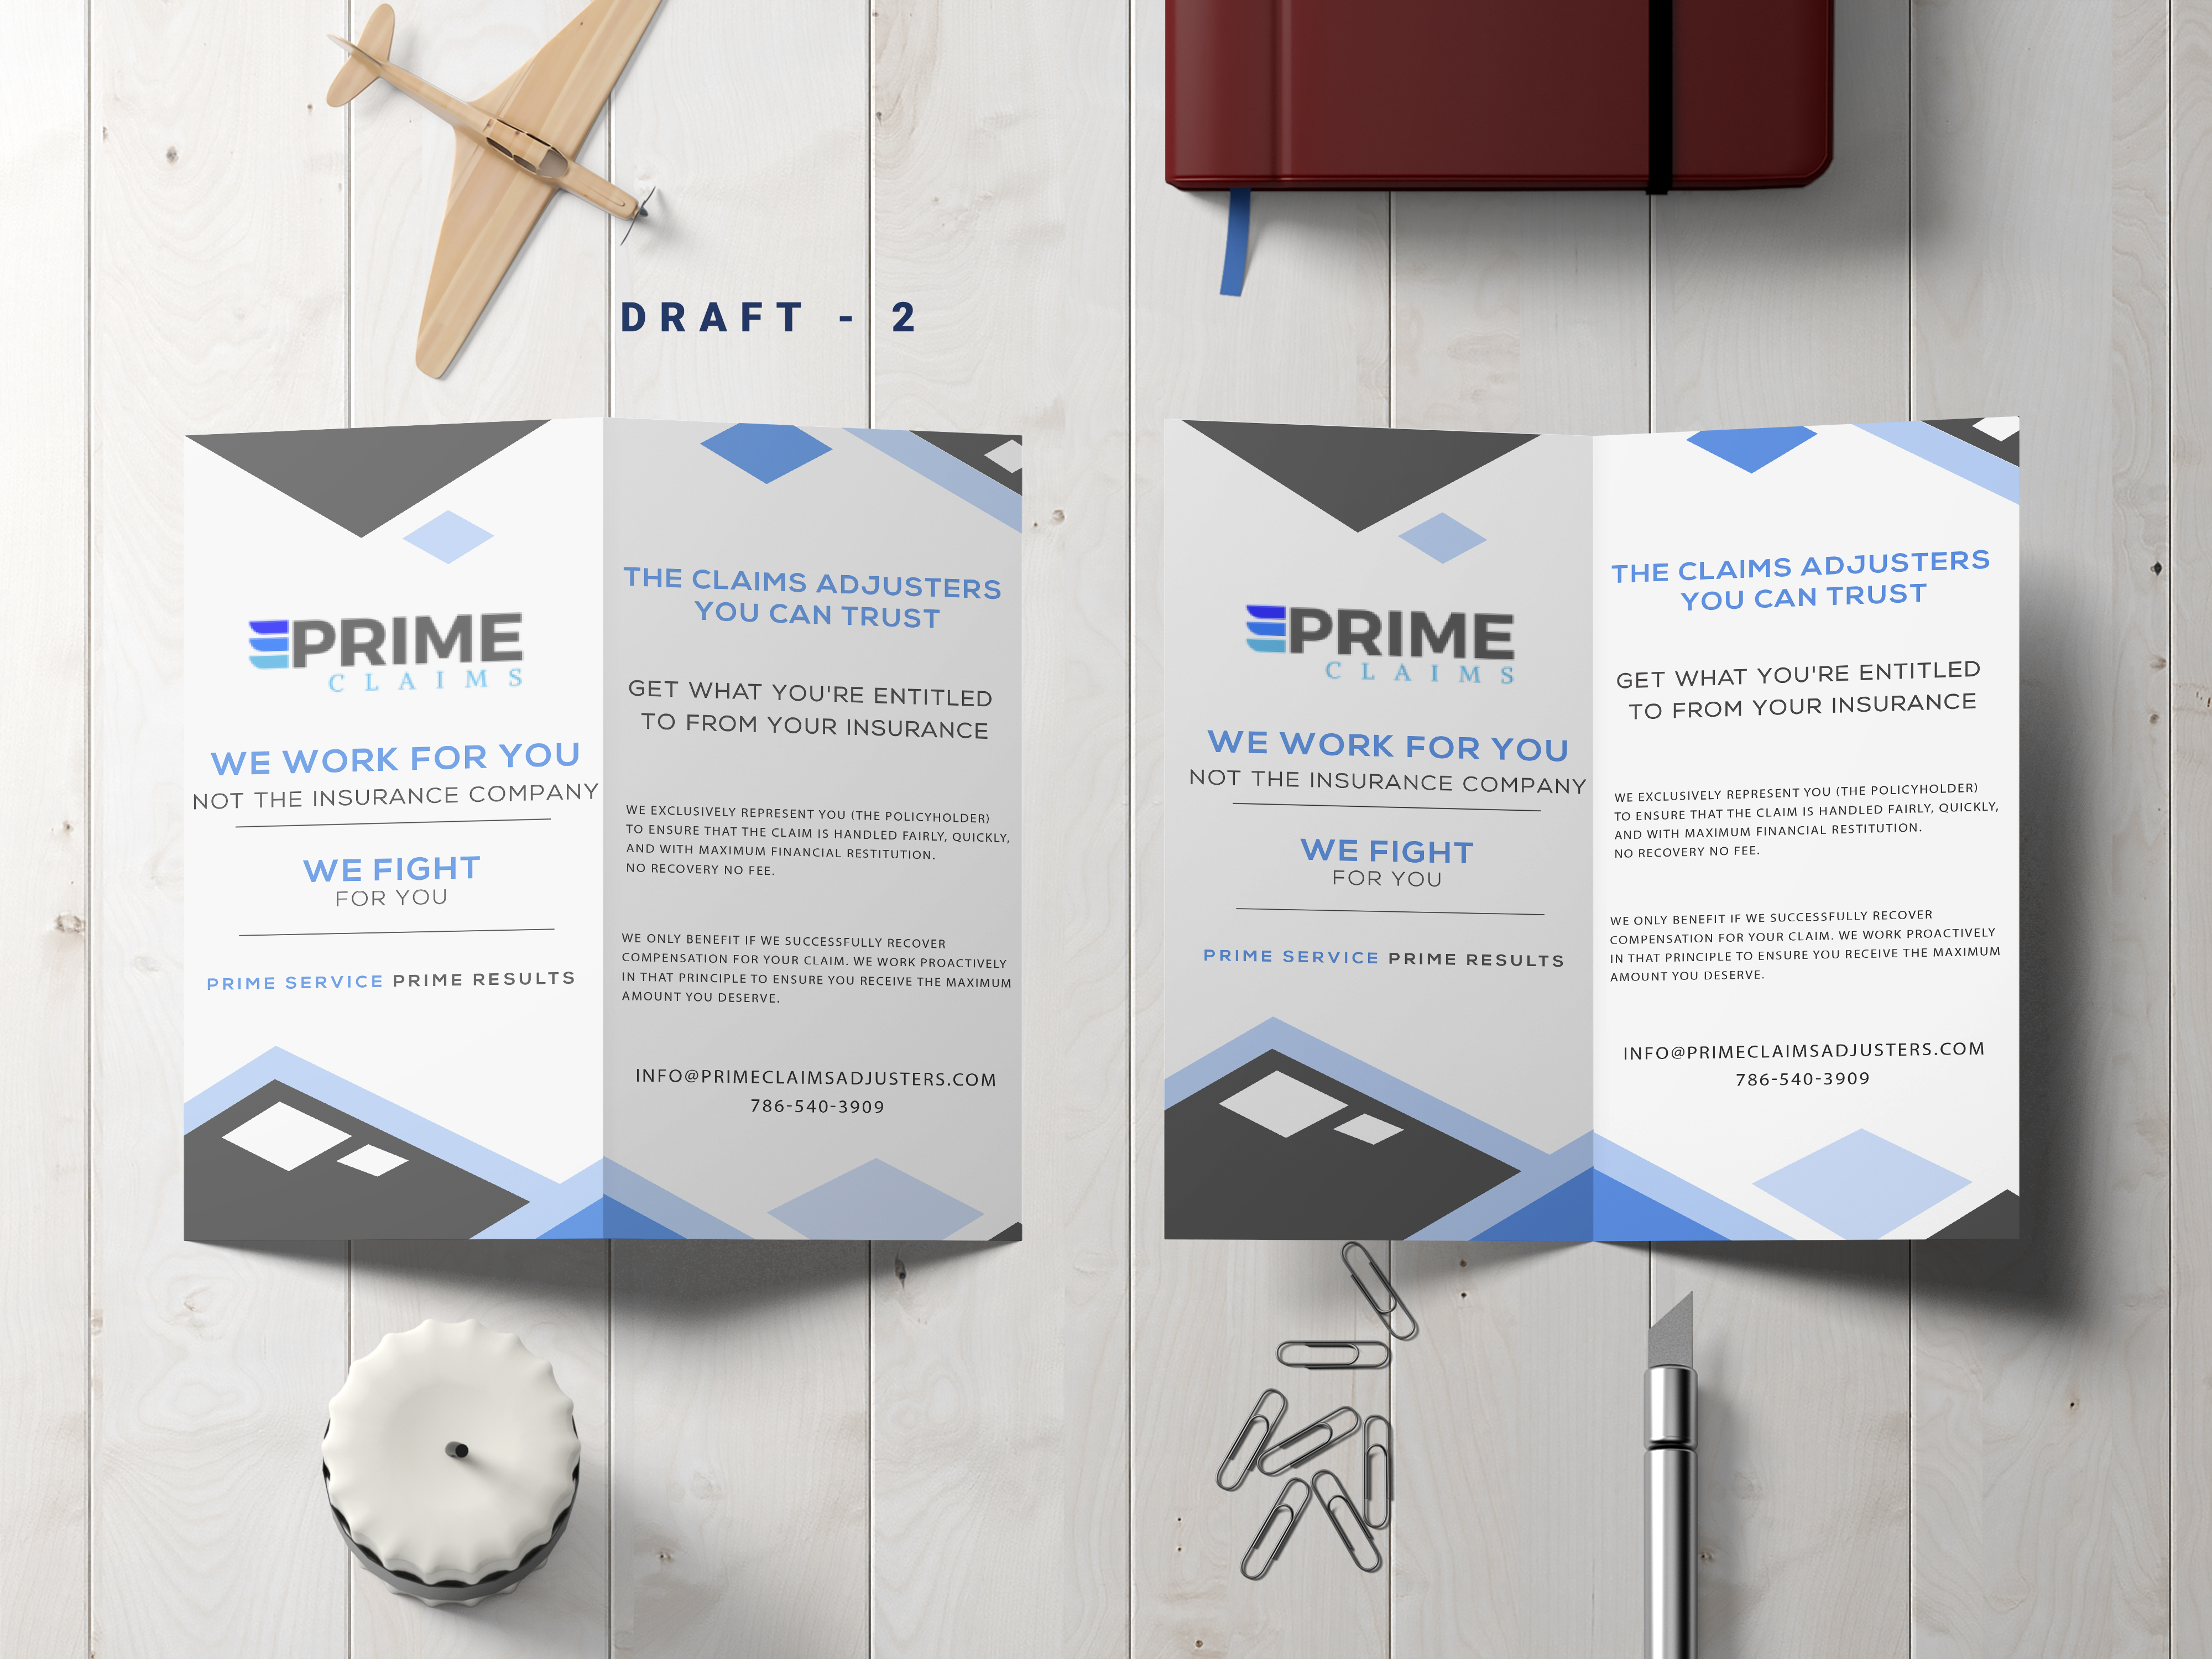 DRAFT - 2
PRIME
CLAIMS
WE WORK FOR YOU
NOT THE INSURANCE COMPANY
WE FIGHT
FOR YOU
PRIME SERVICE PRIME RESULTS
THE CLAIMS ADJUSTERS
YOU CAN TRUST
GET WHAT YOU'RE ENTITLED
TO FROM YOUR INSURANCE
WE EXCLUSIVELY REPRESENT YOU (THE POLICYHOLDER)
TO ENSURE THAT THE CLAIM IS HANDLED FAIRLY, QUICKLY,
AND WITH MAXIMUM FINANCIAL RESTITUTION.
NO RECOVERY NO FEE.
WE ONLY BENEFIT IF WE SUCCESSFULLY RECOVER
COMPENSATION FOR YOUR CLAIM. WE WORK PROACTIVELY
IN THAT PRINCIPLE TO ENSURE YOU RECEIVE THE MAXIMUM
AMOUNT YOU DESERVE.
INFO@PRIMECLAIMSADJUSTERS.COM
786-540-3909
PRIME
CLAIMS
WE WORK FOR YOU
NOT THE INSURANCE COMPANY
WE FIGHT
FOR YOU
PRIME SERVICE PRIME RESULTS
THE CLAIMS ADJUSTERS
YOU CAN TRUST
GET WHAT YOU'RE ENTITLED
TO FROM YOUR INSURANCE
WE EXCLUSIVELY REPRESENT YOU (THE POLICYHOLDER)
TO ENSURE THAT THE CLAIM IS HANDLED FAIRLY, QUICKLY,
AND WITH MAXIMUM FINANCIAL RESTITUTION.
NO RECOVERY NO FEE.
WE ONLY BENEFIT IF WE SUCCESSFULLY RECOVER
COMPENSATION FOR YOUR CLAIM. WE WORK PROACTIVELY
IN THAT PRINCIPLE TO ENSURE YOU RECEIVE THE MAXIMUM
AMOUNT YOU DESERVE.
INFO@PRIMECLAIMSADJUSTERS.COM
786-540-3909